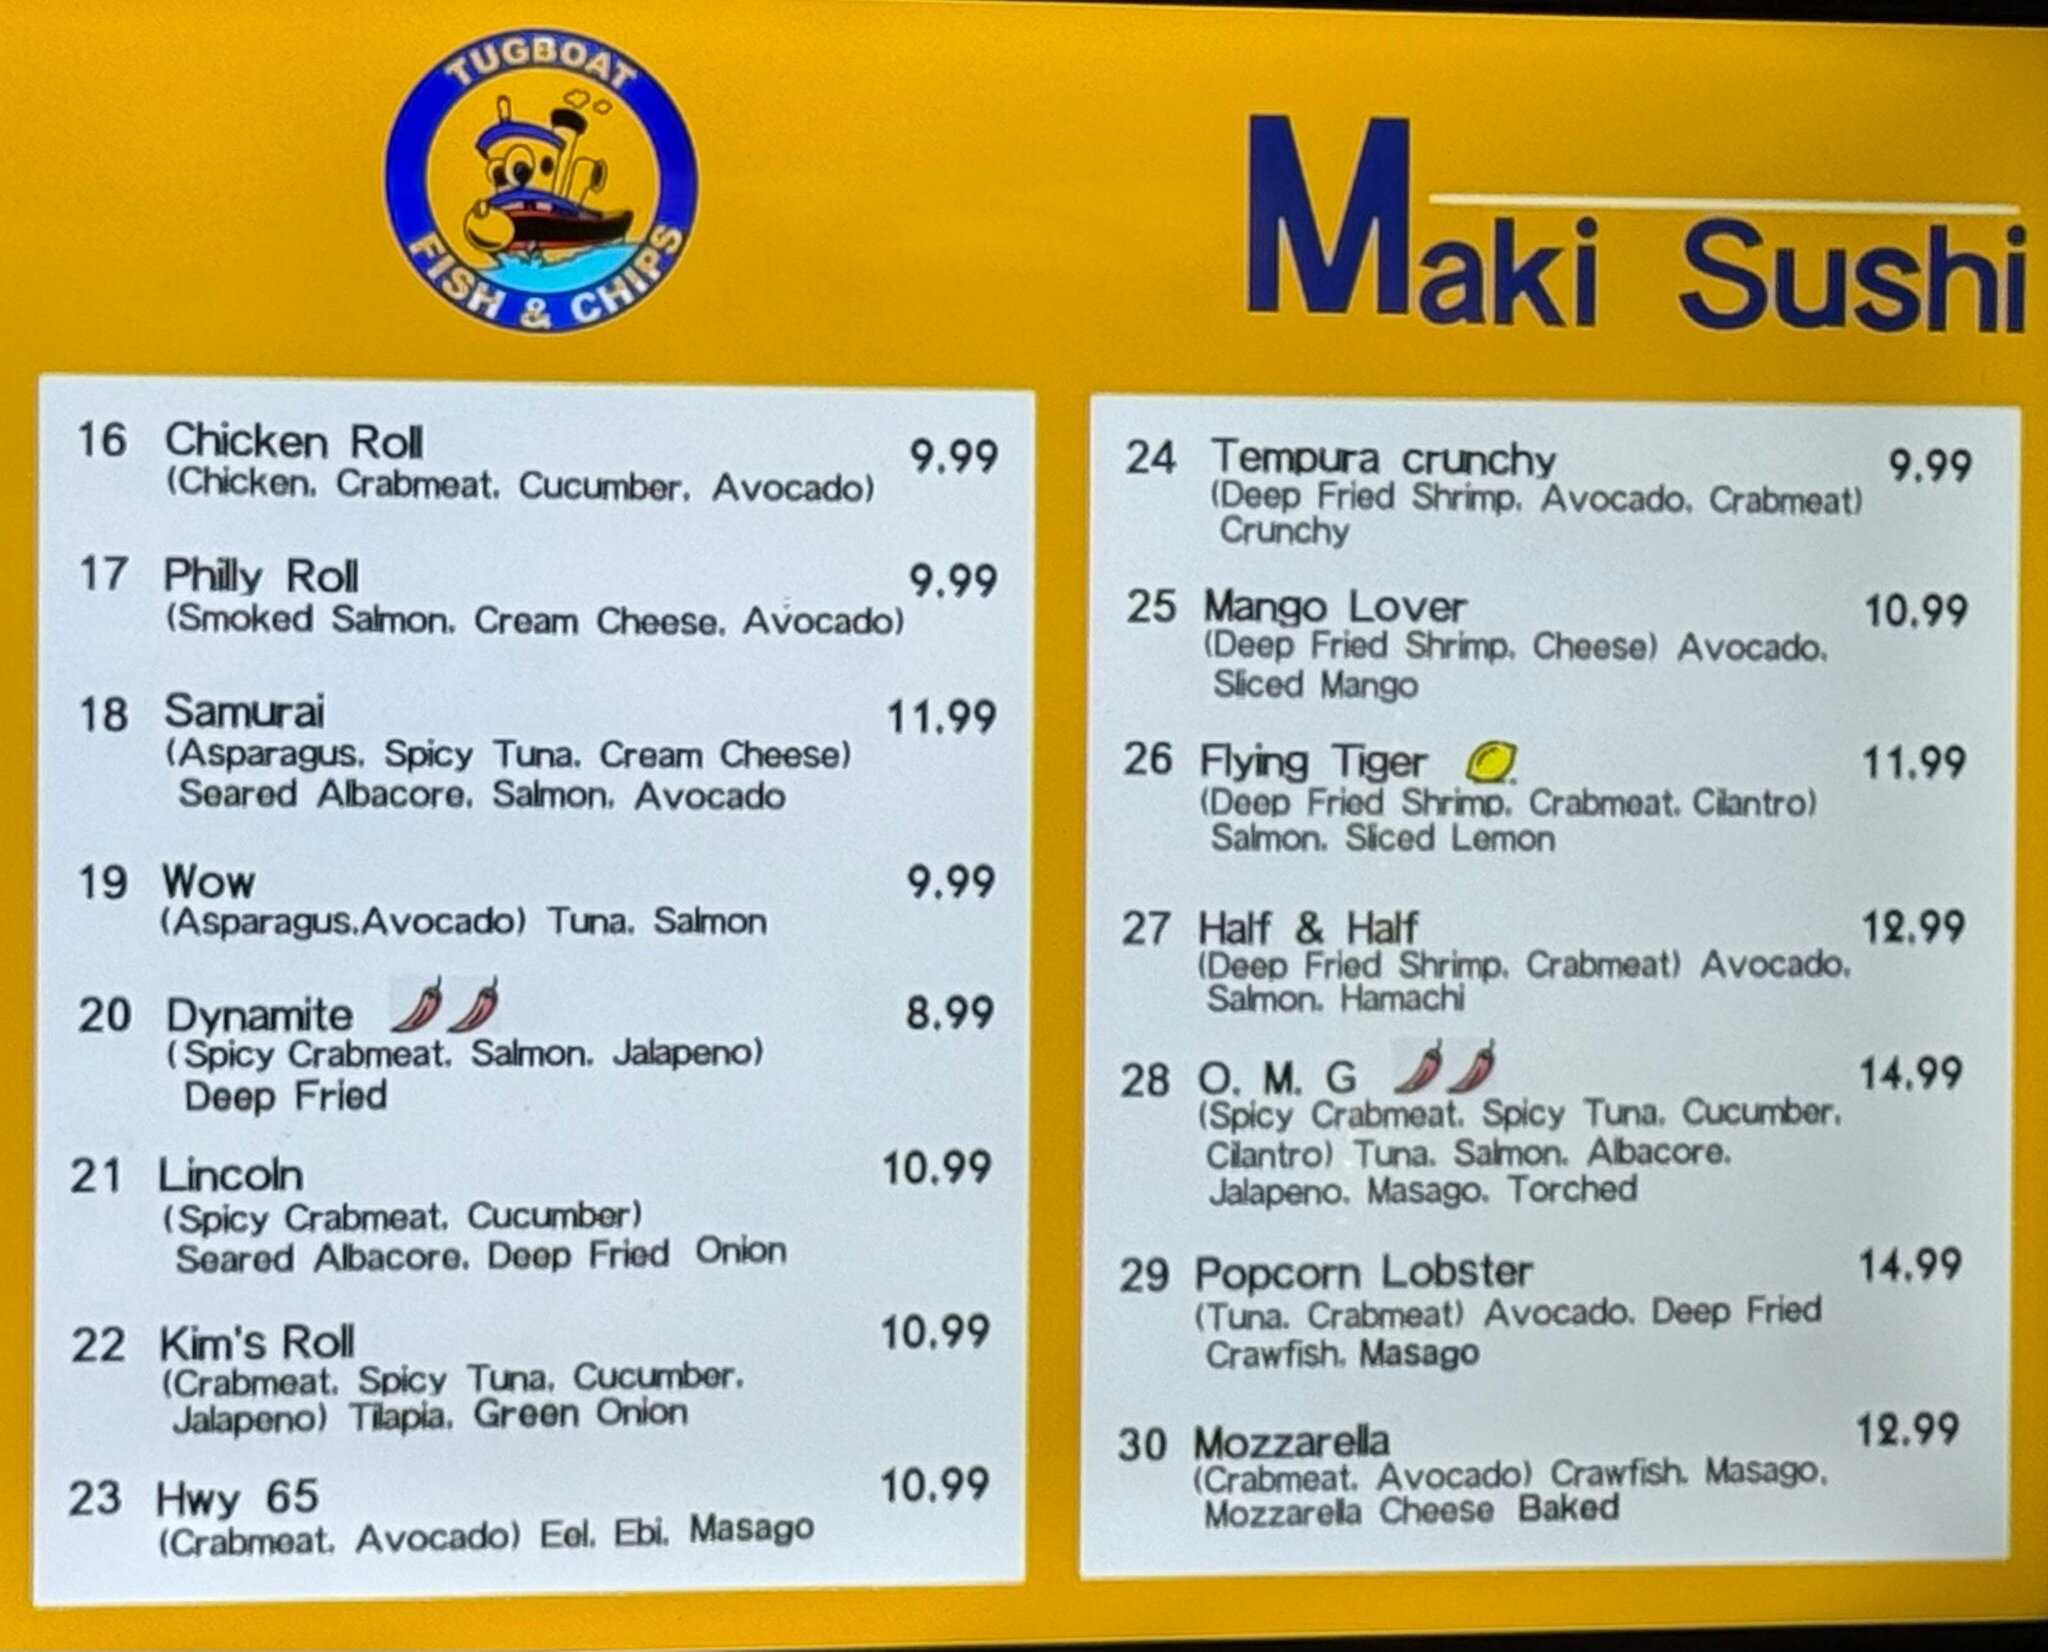 TUGBOAT
FISH & CHIPS
Maki Sushi
16 Chicken Roll 9.99
(Chicken, Crabmeat, Cucumber, Avocado)
17 Philly Roll 9.99
(Smoked Salmon, Cream Cheese, Avocado)
18 Samurai 11.99
(Asparagus, Spicy Tuna, Cream Cheese)
Seared Albacore, Salmon, Avocado
19 Wow 9.99
(Asparagus,Avocado) Tuna, Salmon
20 Dynamite 8.99
(Spicy Crabmeat, Salmon, Jalapeno)
Deep Fried
21 Lincoln 10.99
(Spicy Crabmeat, Cucumber)
Seared Albacore, Deep Fried Onion
22 Kim's Roll 10.99
(Crabmeat, Spicy Tuna, Cucumber,
Jalapeno) Tilapia, Green Onion
23 Hwy 65 10.99
(Crabmeat, Avocado) Eel, Ebi, Masago
24 Tempura crunchy 9.99
(Deep Fried Shrimp, Avocado, Crabmeat)
Crunchy
25 Mango Lover 10.99
(Deep Fried Shrimp, Cheese) Avocado,
Sliced Mango
26 Flying Tiger 11.99
(Deep Fried Shrimp, Crabmeat, Cilantro)
Salmon, Sliced Lemon
27 Half & Half 12.99
(Deep Fried Shrimp, Crabmeat) Avocado,
Salmon, Hamachi
28 O. M. G 14.99
(Spicy Crabmeat, Spicy Tuna, Cucumber,
Cilantro) Tuna, Salmon, Albacore,
Jalapeno, Masago, Torched
29 Popcorn Lobster 14.99
(Tuna, Crabmeat) Avocado, Deep Fried
Crawfish, Masago
30 Mozzarella 12.99
(Crabmeat, Avocado) Crawfish, Masago,
Mozzarella Cheese Baked